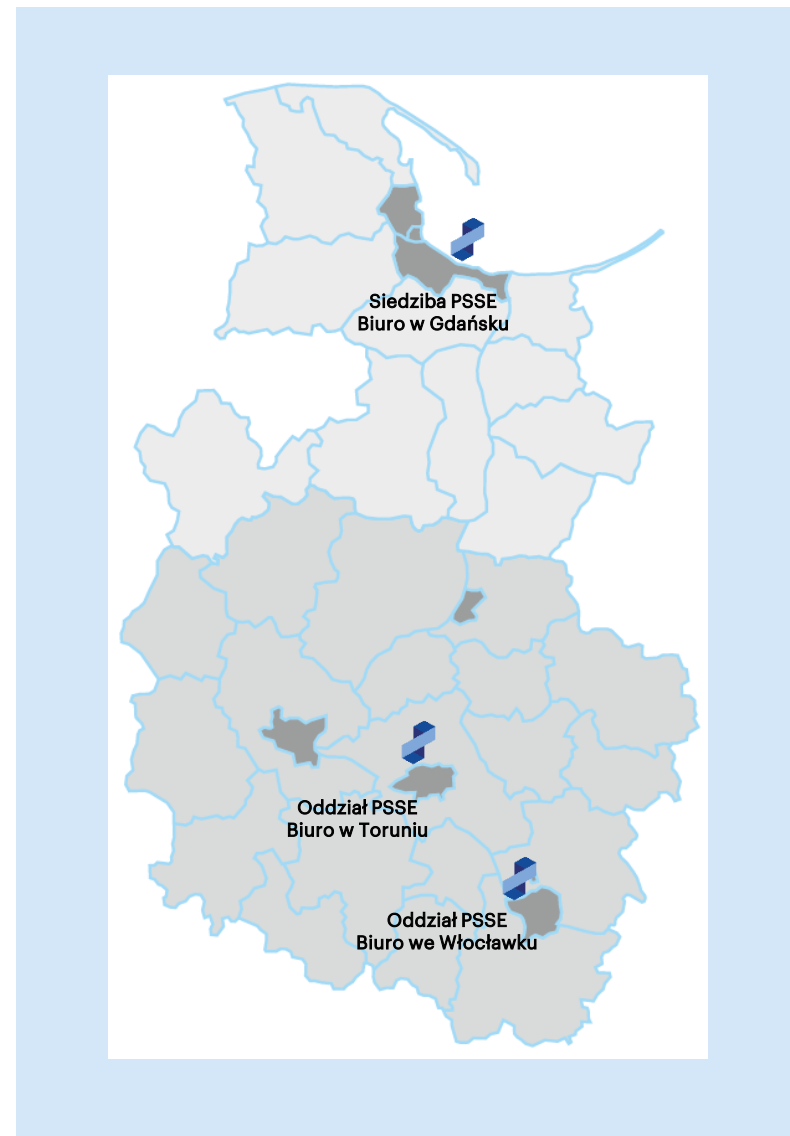 Siedziba PSSE
Biuro w Gdańsku
Oddział PSSE
Biuro w Toruniu
Oddział PSSE
Biuro we Włocławku